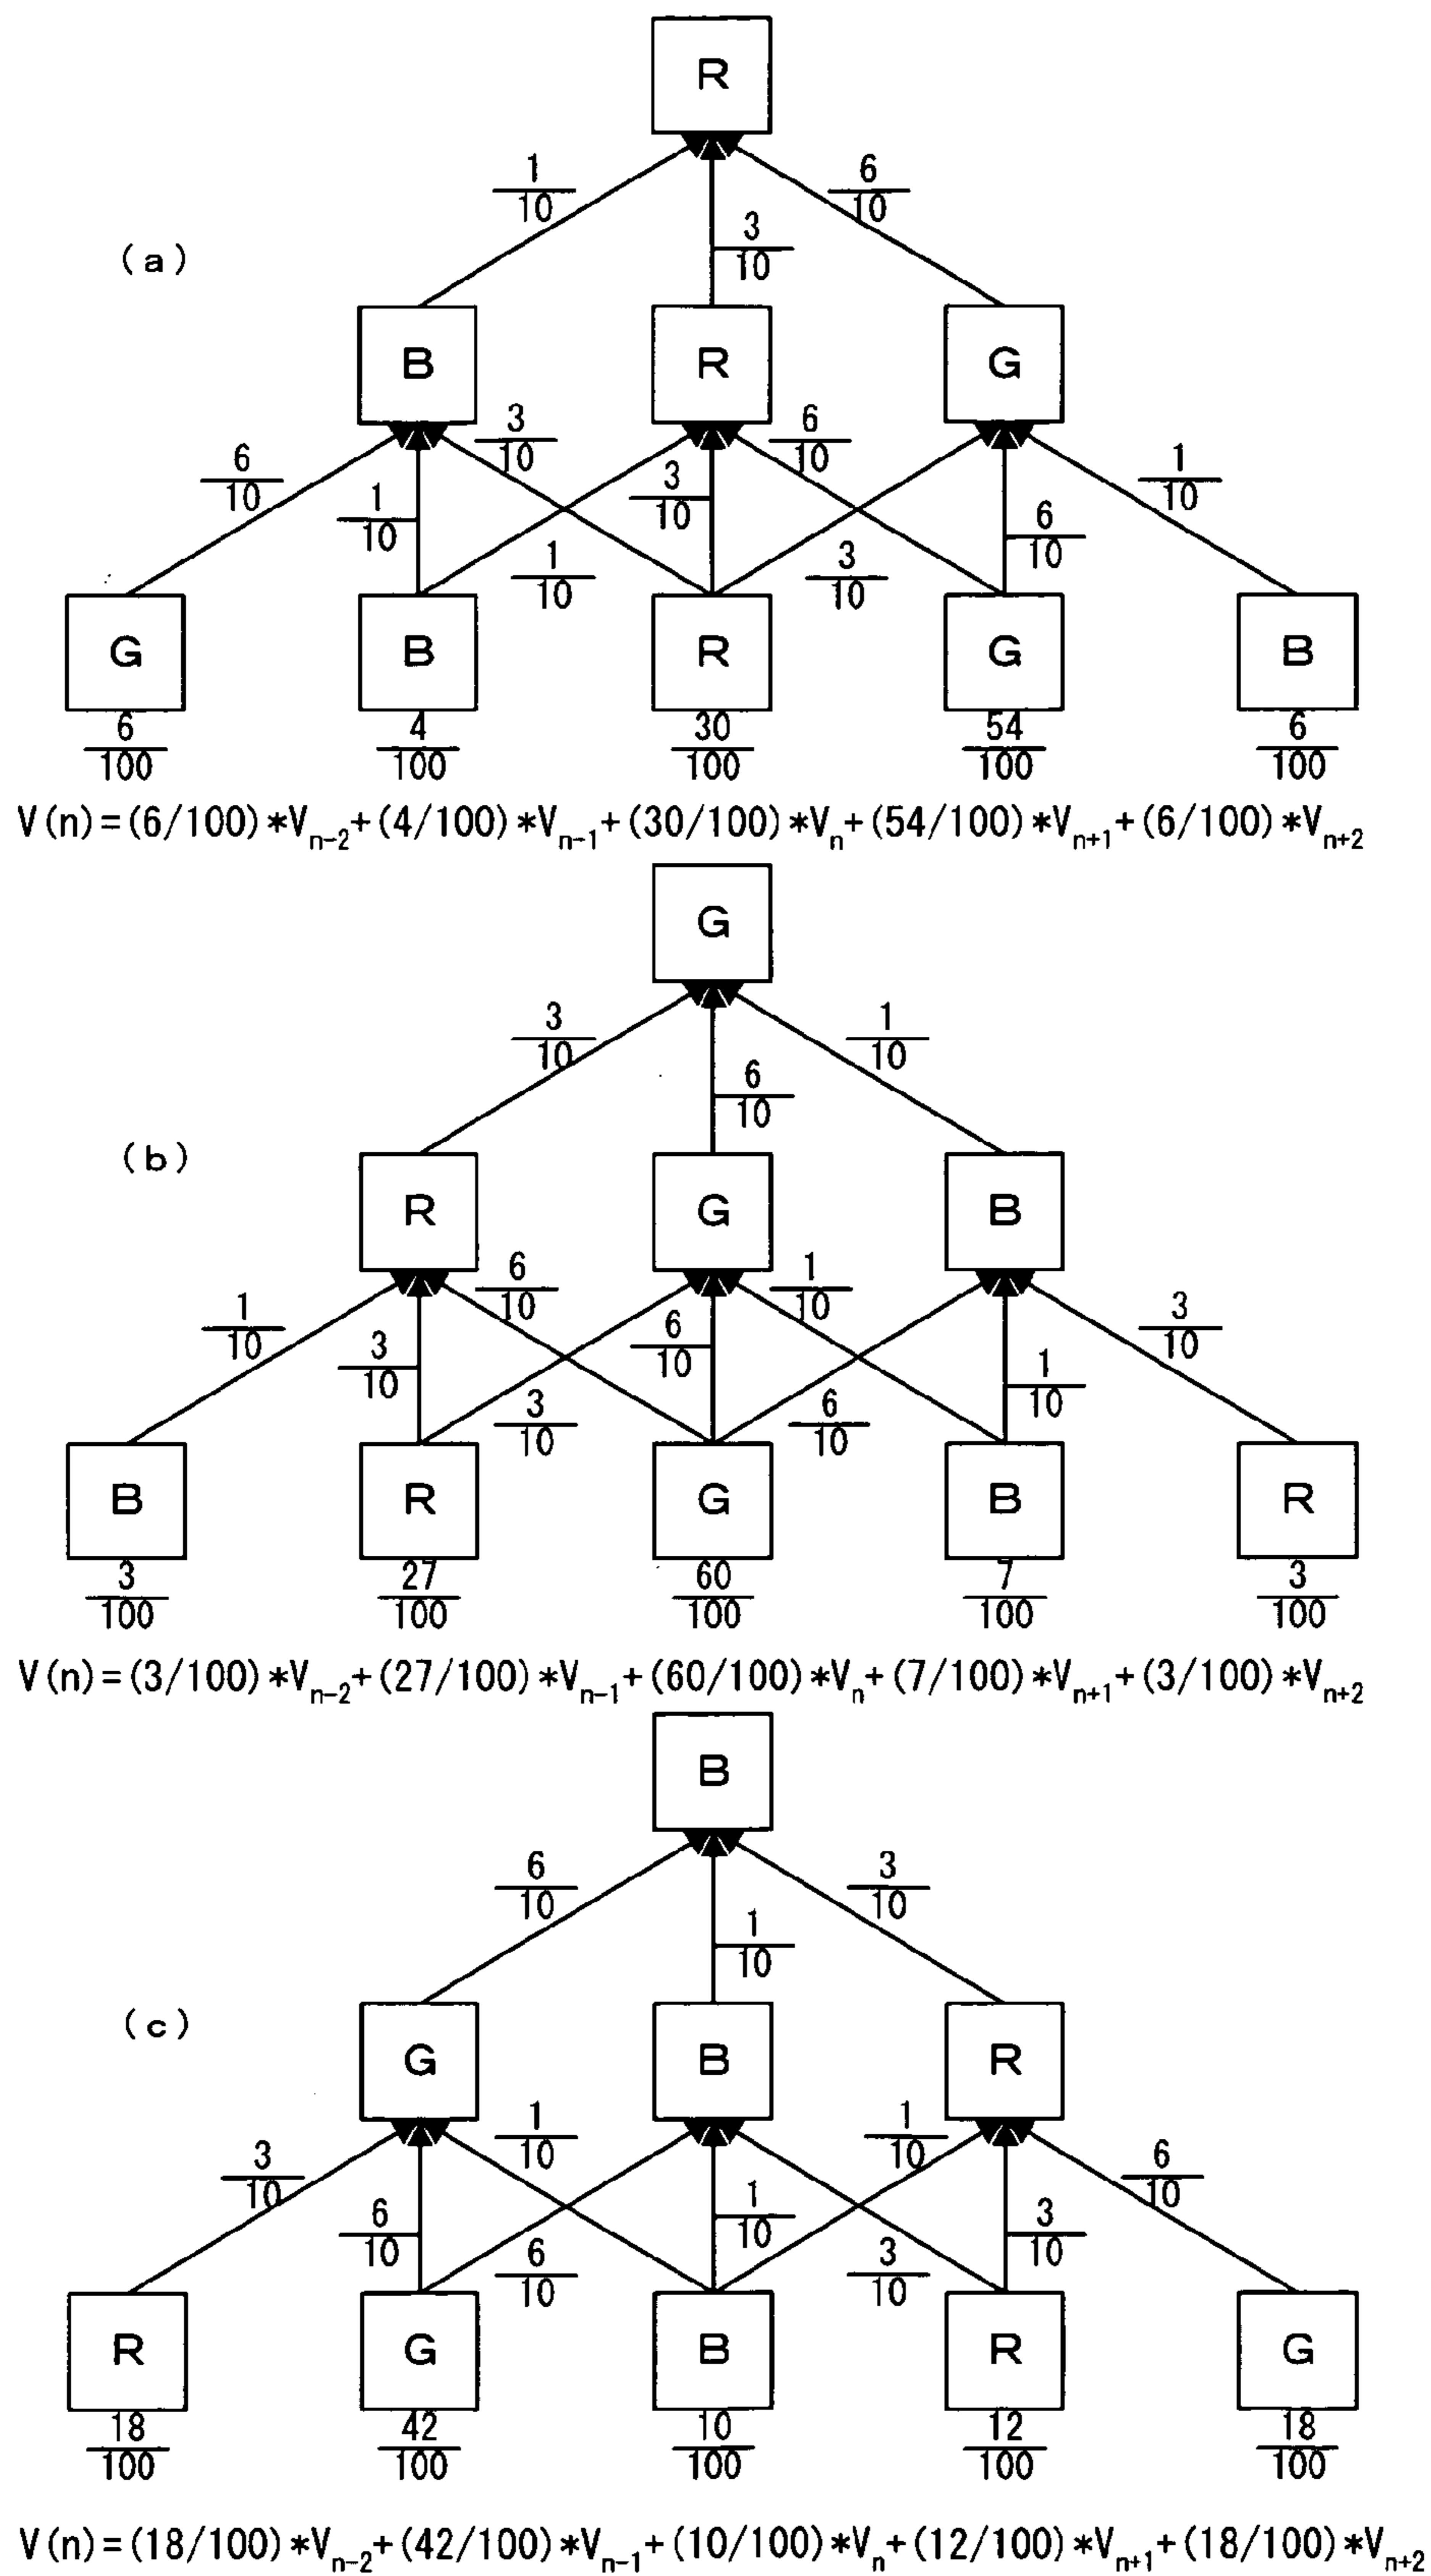 R
1/10 6/10
3/10
(a)
B R G
3/10 6/10
6/10 3/10 1/10
1/10 6/10
1/10 3/10
G B R G B
6/100 4/100 30/100 54/100 6/100
V(n)=(6/100)*Vn-2+(4/100)*Vn-1+(30/100)*Vn+(54/100)*Vn+1+(6/100)*Vn+2
G
3/10 1/10
6/10
(b)
R G B
6/10 1/10
1/10 3/10 6/10 1/10 3/10
3/10 6/10
B R G B R
3/100 27/100 60/100 7/100 3/100
V(n)=(3/100)*Vn-2+(27/100)*Vn-1+(60/100)*Vn+(7/100)*Vn+1+(3/100)*Vn+2
B
6/10 3/10
1/10
(c)
G B R
1/10 1/10
3/10 6/10
6/10 1/10 3/10
6/10 3/10
R G B R G
18/100 42/100 10/100 12/100 18/100
V(n)=(18/100)*Vn-2+(42/100)*Vn-1+(10/100)*Vn+(12/100)*Vn+1+(18/100)*Vn+2